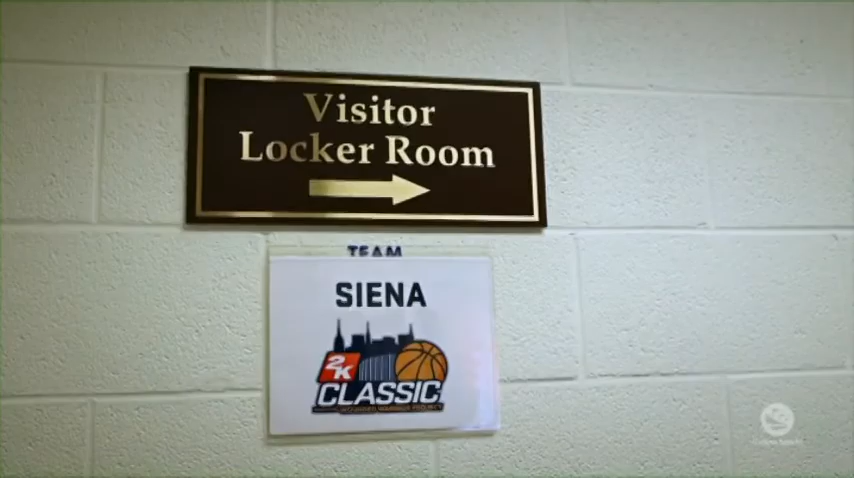 Visitor
Locker Room
TEAM
SIENA
2K
CLASSIC